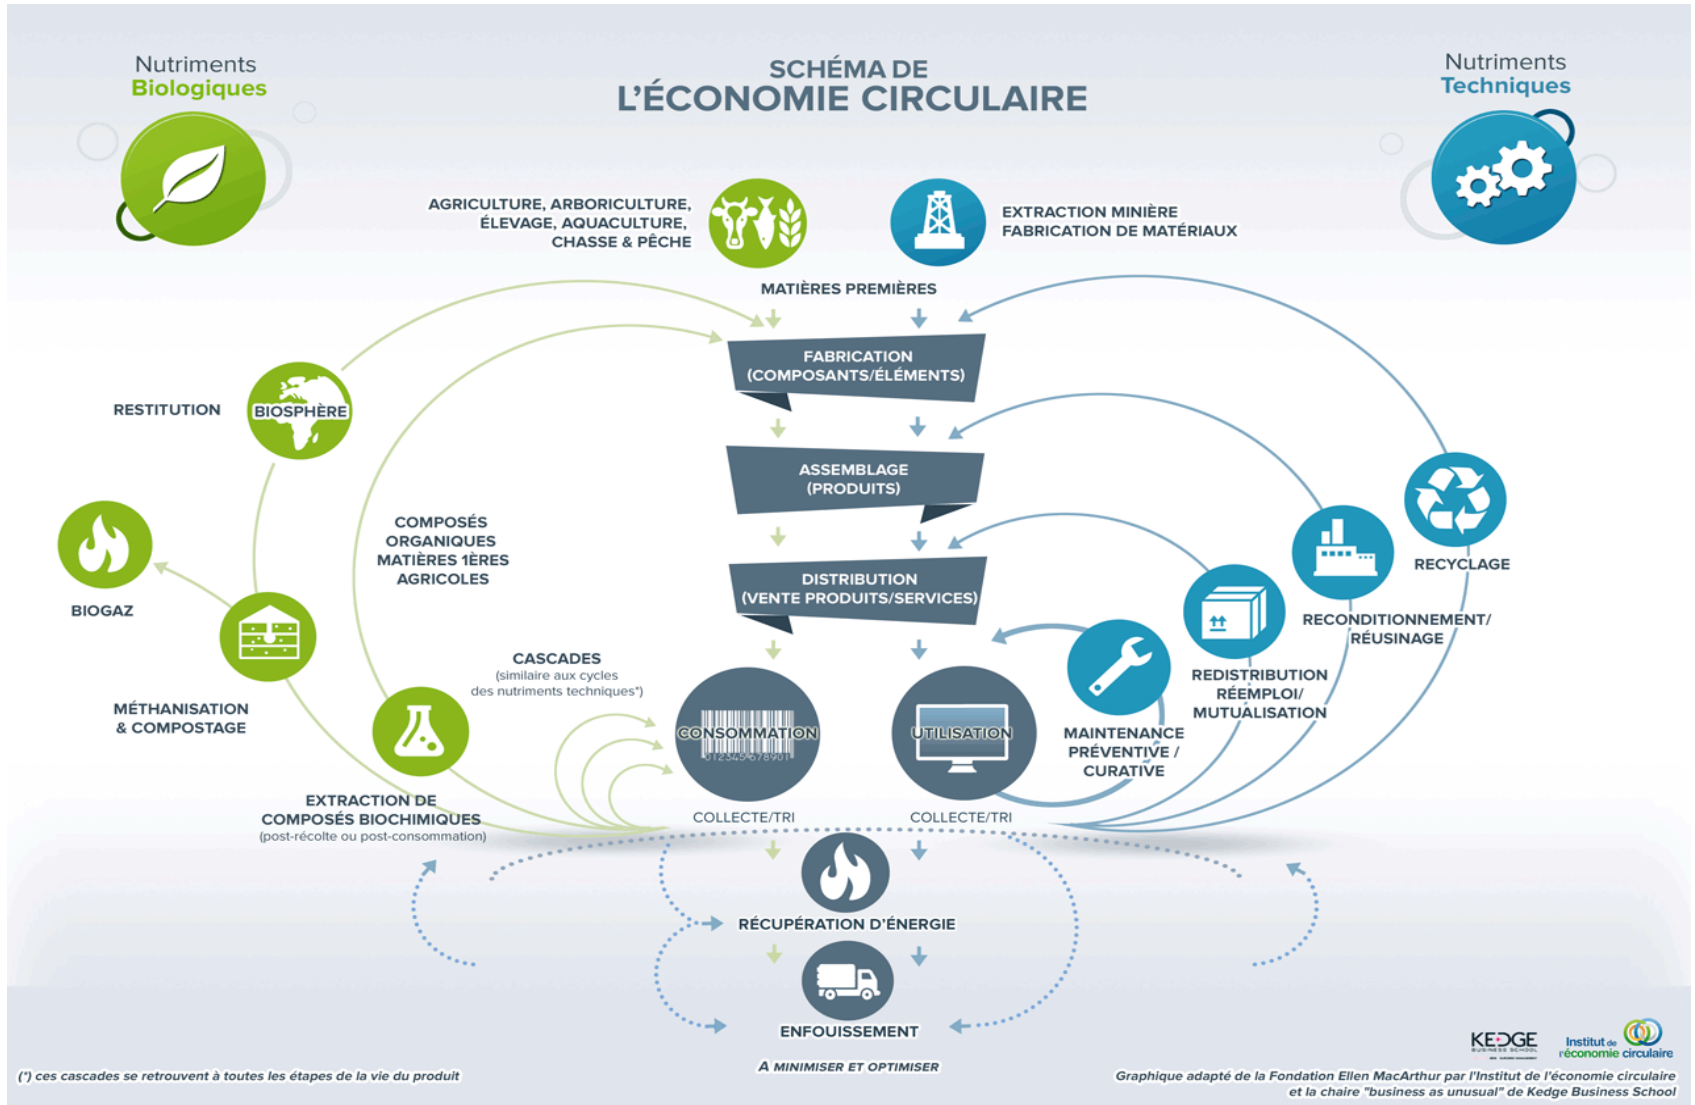 Nutriments
Biologiques
SCHÉMA DE
L'ÉCONOMIE CIRCULAIRE
Nutriments
Techniques
AGRICULTURE, ARBORICULTURE,
ÉLEVAGE, AQUACULTURE,
CHASSE & PÊCHE
EXTRACTION MINIÈRE
FABRICATION DE MATÉRIAUX
MATIÈRES PREMIÈRES
FABRICATION
(COMPOSANTS/ÉLÉMENTS)
RESTITUTION
BIOSPHÈRE
ASSEMBLAGE
(PRODUITS)
COMPOSÉS
ORGANIQUES
MATIÈRES 1ÈRES
AGRICOLES
RECYCLAGE
DISTRIBUTION
(VENTE PRODUITS/SERVICES)
BIOGAZ
RECONDITIONNEMENT/
RÉUSINAGE
CASCADES
(similaire aux cycles
des nutriments techniques*)
REDISTRIBUTION
RÉEMPLOI/
MUTUALISATION
MÉTHANISATION
& COMPOSTAGE
CONSOMMATION
012345 678901
UTILISATION
MAINTENANCE
PRÉVENTIVE /
CURATIVE
EXTRACTION DE
COMPOSÉS BIOCHIMIQUES
(post-récolte ou post-consommation)
COLLECTE/TRI
COLLECTE/TRI
RÉCUPÉRATION D'ÉNERGIE
ENFOUISSEMENT
A MINIMISER ET OPTIMISER
KEDGE
BUSINESS SCHOOL
Institut de
l'économie circulaire
(*) ces cascades se retrouvent à toutes les étapes de la vie du produit
Graphique adapté de la Fondation Ellen MacArthur par l'Institut de l'économie circulaire
et la chaire "business as unusual" de Kedge Business School